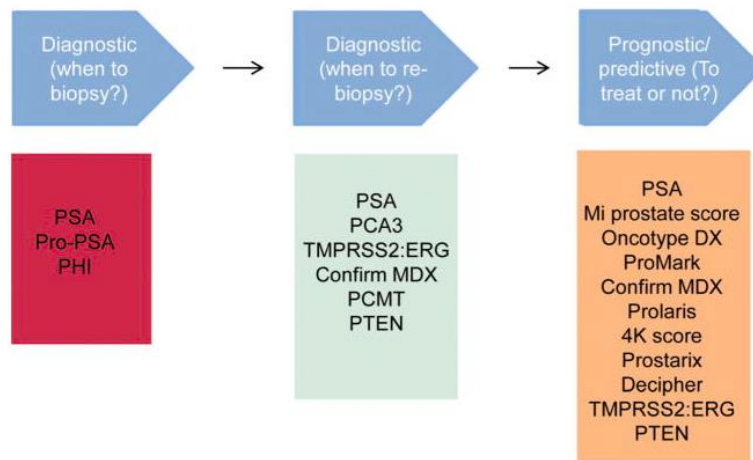 Diagnostic
(when to
biopsy?)
Diagnostic
(when to re-
biopsy?)
Prognostic/
predictive (To
treat or not?)
PSA
Pro-PSA
PHI
PSA
PCA3
TMPRSS2:ERG
Confirm MDX
PCMT
PTEN
PSA
Mi prostate score
Oncotype DX
ProMark
Confirm MDX
Prolaris
4K score
Prostarix
Decipher
TMPRSS2:ERG
PTEN